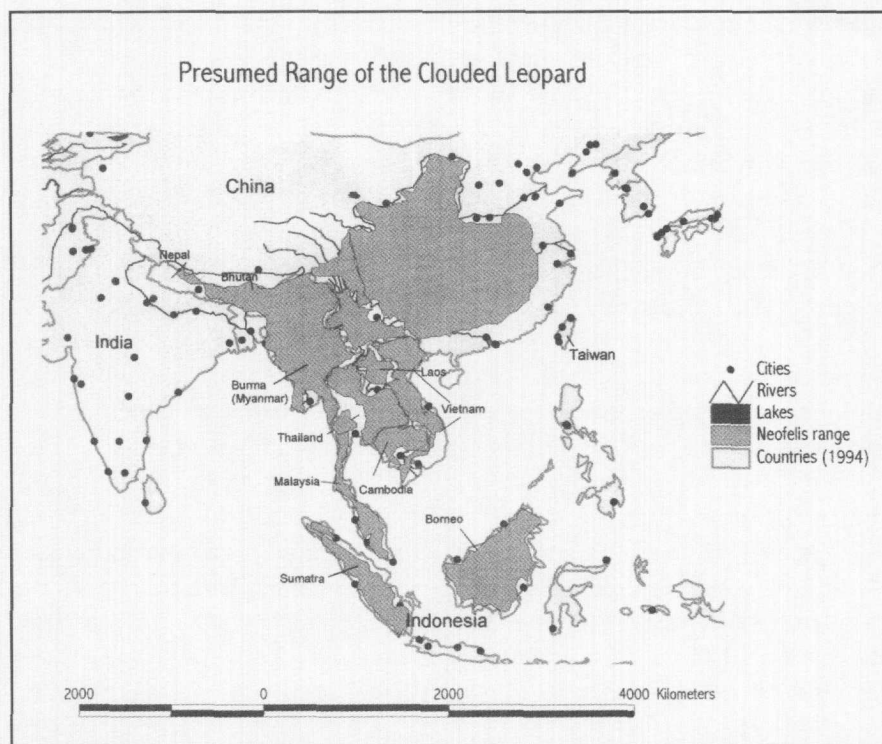 Presumed Range of the Clouded Leopard
China
Nepal
Bhutan
India
Taiwan
Burma
(Myanmar)
Laos
Vietnam
Thailand
Malaysia
Cambodia
Borneo
Sumatra
Indonesia
Cities
Rivers
Lakes
Neofelis range
Countries (1994)
2000 0 2000 4000 Kilometers